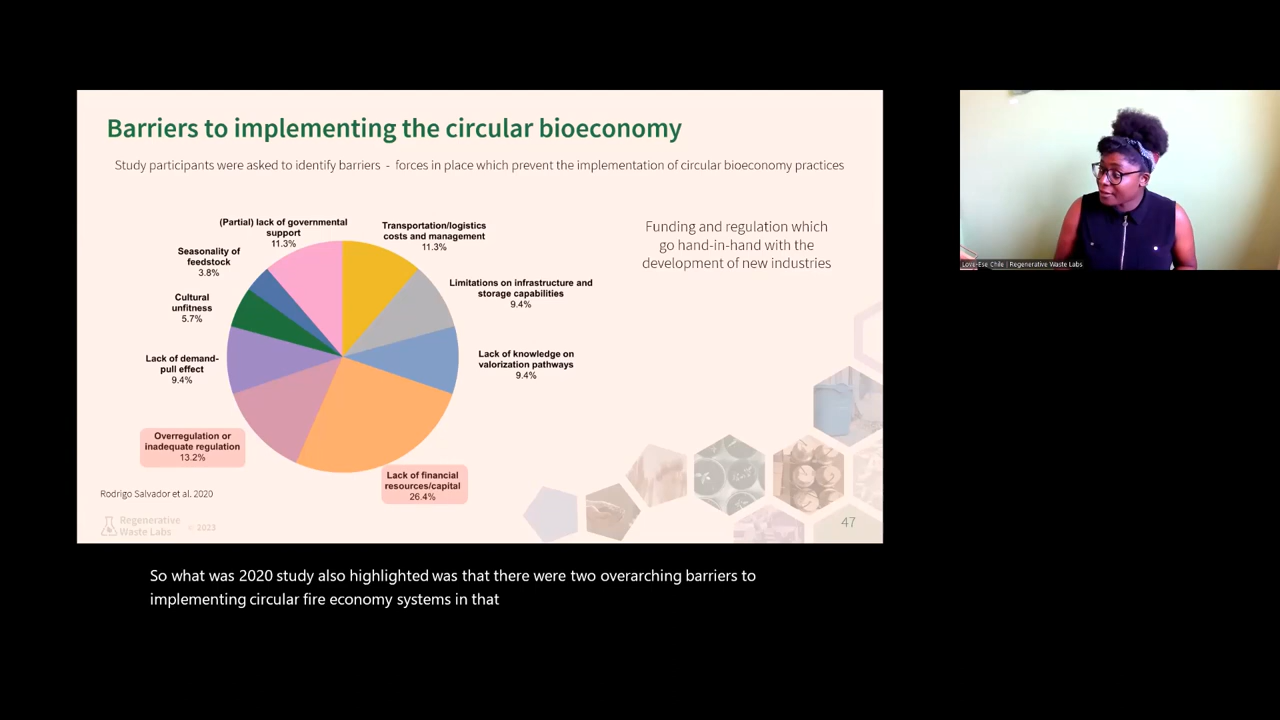 Barriers to implementing the circular bioeconomy
Study participants were asked to identify barriers - forces in place which prevent the implementation of circular bioeconomy practices
(Partial) lack of governmental
support
11.3%
Transportation/logistics
costs and management
11.3%
Seasonality of
feedstock
3.8%
Limitations on infrastructure and
storage capabilities
9.4%
Cultural
unfitness
5.7%
Lack of knowledge on
valorization pathways
9.4%
Lack of demand-
pull effect
9.4%
Overregulation or
inadequate regulation
13.2%
Lack of financial
resources/capital
26.4%
Funding and regulation which
go hand-in-hand with the
development of new industries
Rodrigo Salvador et al. 2020
Regenerative
Waste Labs
© 2023
47
Love-Ese Chile | Regenerative Waste Labs
So what was 2020 study also highlighted was that there were two overarching barriers to
implementing circular fire economy systems in that